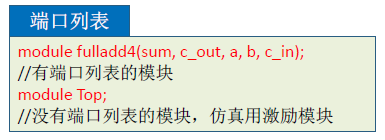 端口列表
module fulladd4(sum, c_out, a, b, c_in);
//有端口列表的模块
module Top;
//没有端口列表的模块，仿真用激励模块